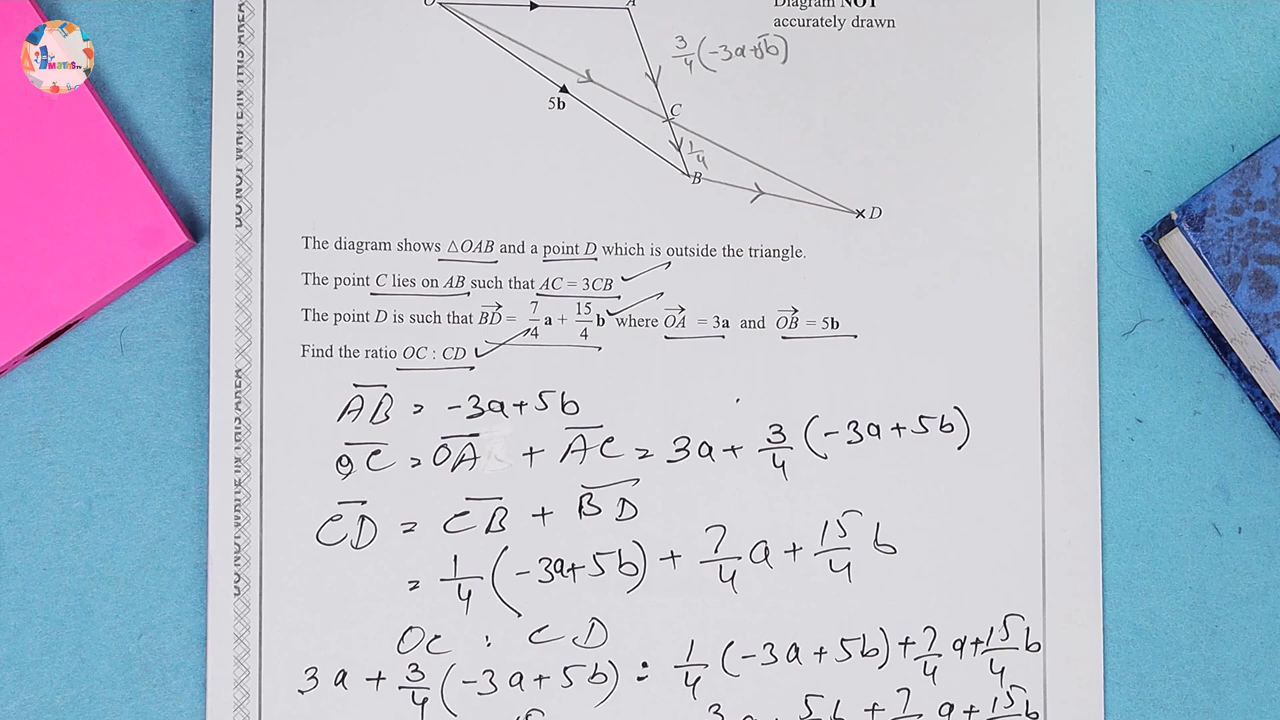 Diagram NOT
accurately drawn
A
3/4(-3a+5b)
5b
C
1/4
B
D
MATHS TV
The diagram shows △OAB and a point D which is outside the triangle.
The point C lies on AB such that AC = 3CB
The point D is such that BD⃗ = 7/4 a + 15/4 b where OA⃗ = 3a and OB⃗ = 5b
Find the ratio OC : CD
AB = -3a+5b
OC = OA + AC = 3a + 3/4(-3a+5b)
CD = CB + BD
= 1/4(-3a+5b) + 7/4 a + 15/4 b
OC : CD
3a + 3/4(-3a+5b) : 1/4(-3a+5b) + 7/4 a + 15/4 b